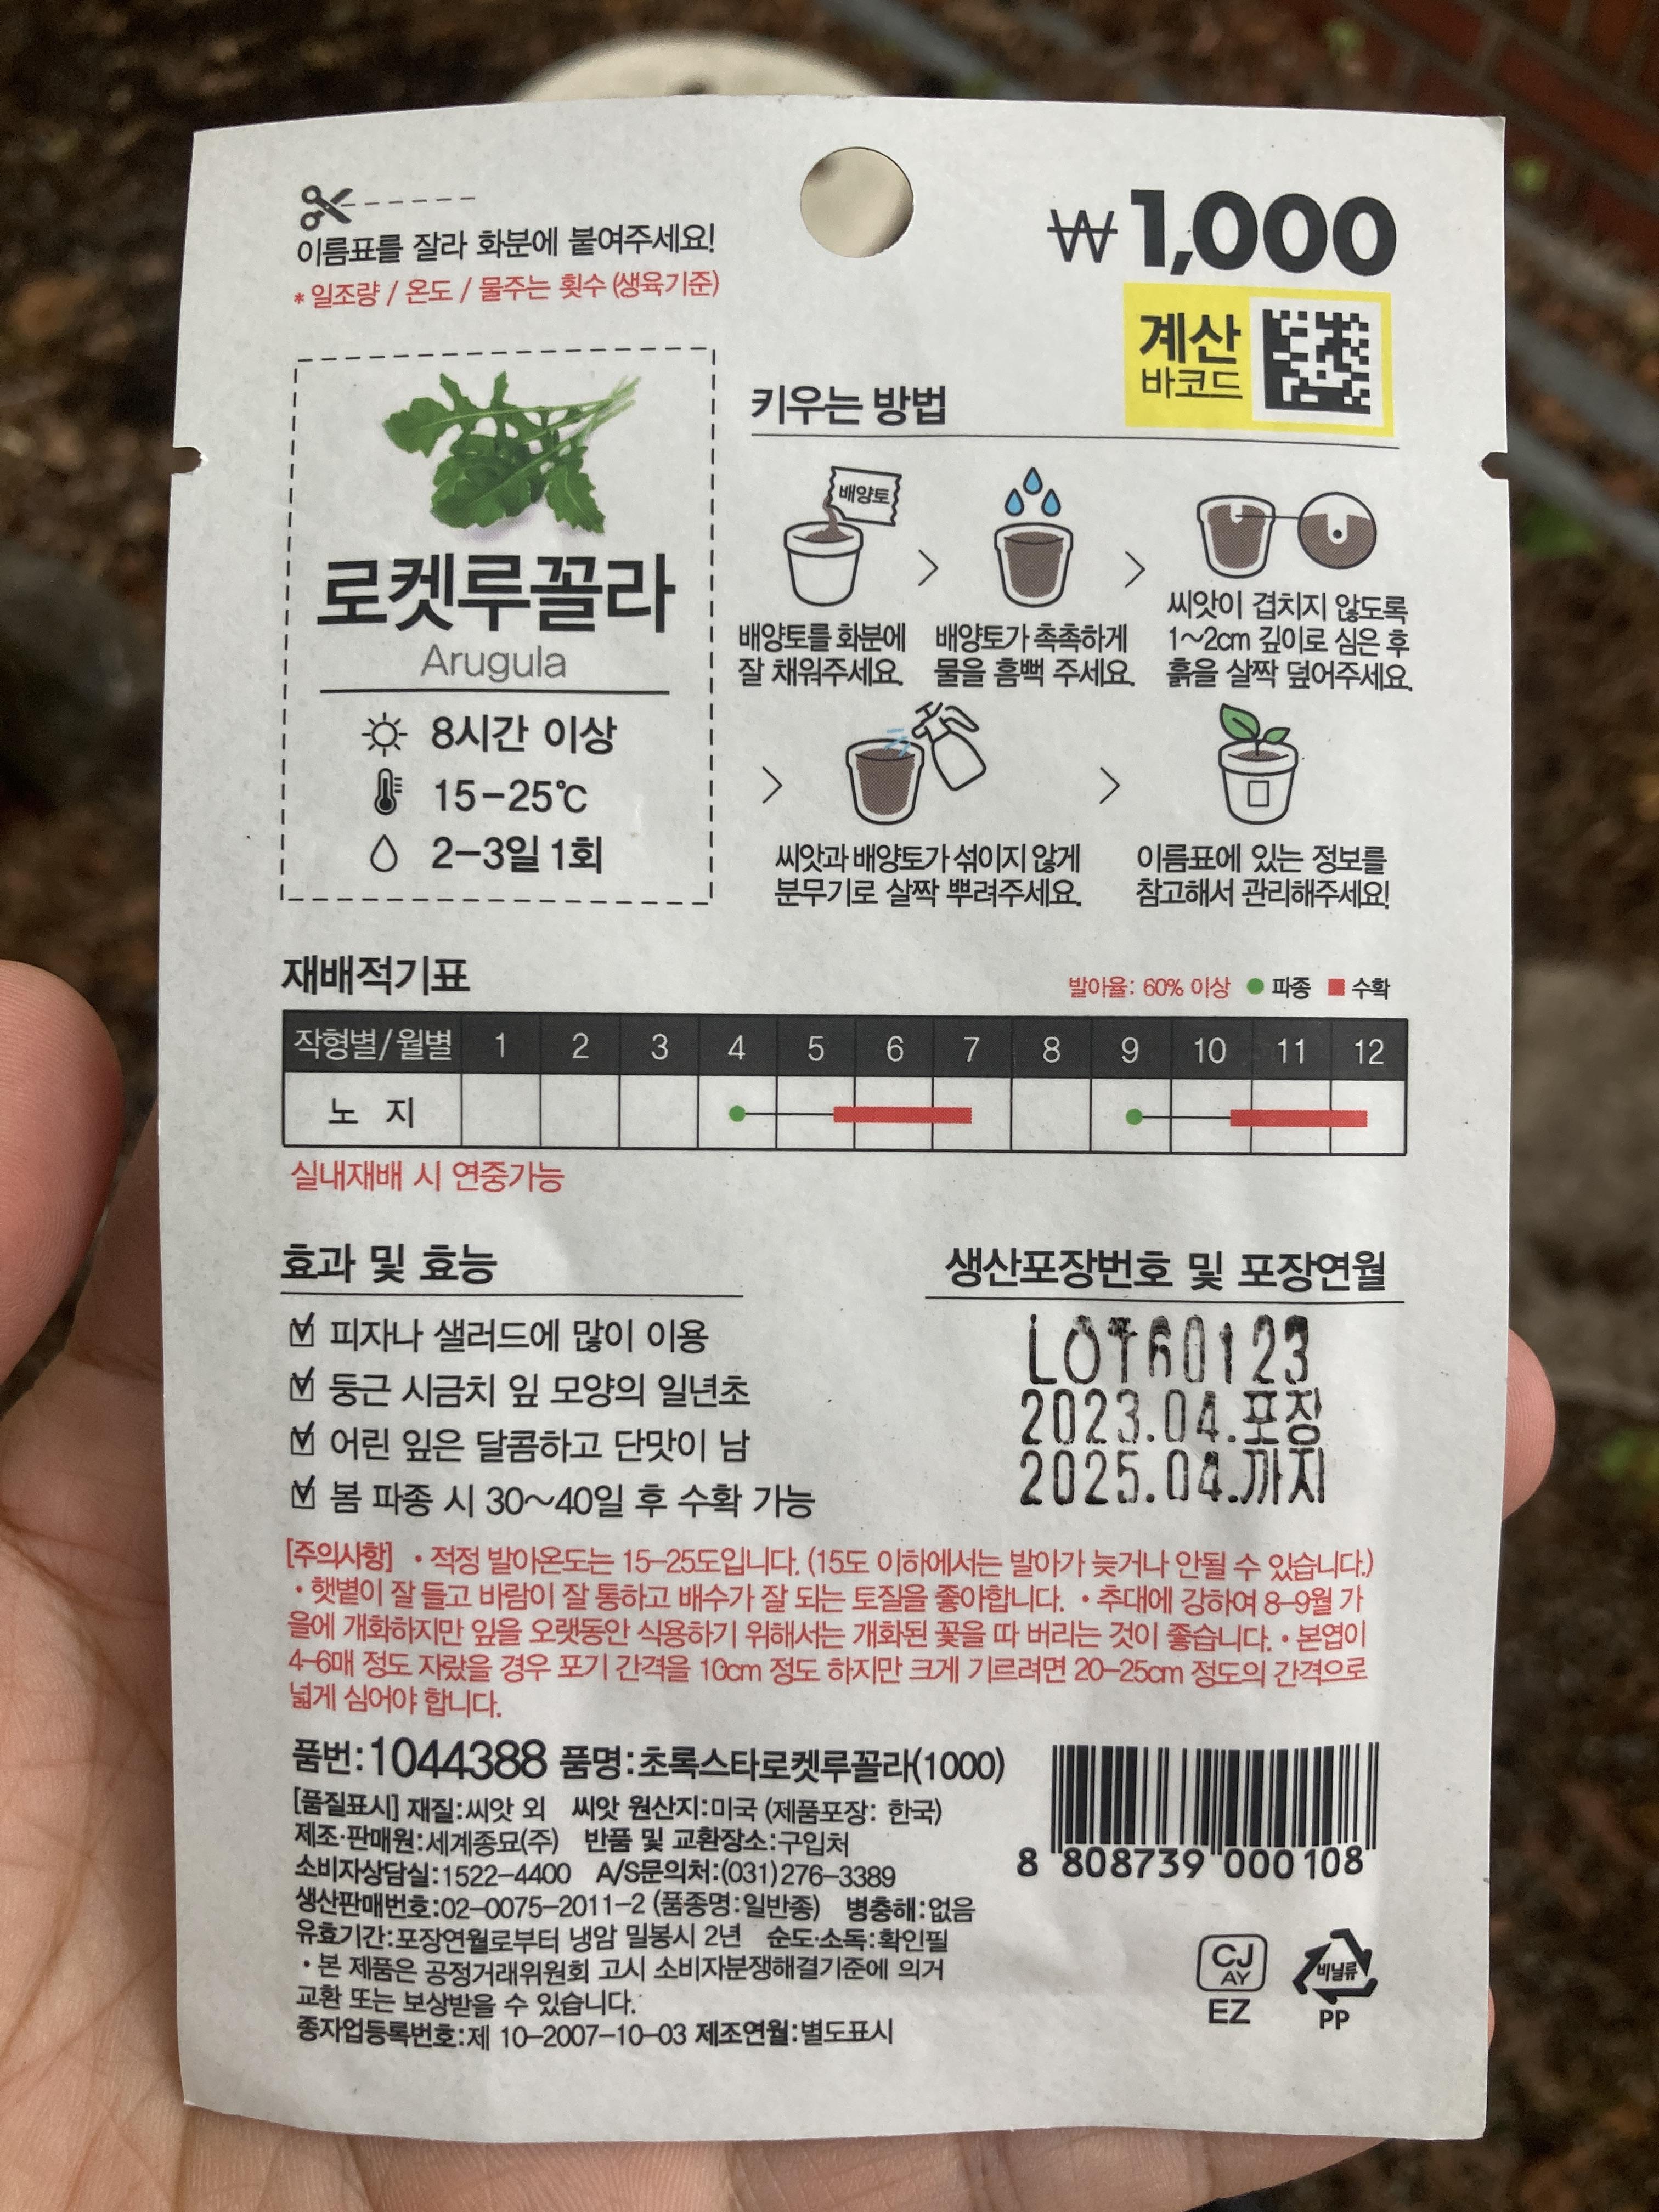 이름표를 잘라 화분에 붙여주세요!
* 일조량 / 온도 / 물주는 횟수 (생육기준)
₩1,000
계산
바코드
로켓루꼴라
Arugula
8시간 이상
15-25℃
2-3일 1회
키우는 방법
배양토
배양토를 화분에
잘 채워주세요.
배양토가 촉촉하게
물을 흠뻑 주세요.
씨앗이 겹치지 않도록
1~2cm 깊이로 심은 후
흙을 살짝 덮어주세요.
씨앗과 배양토가 섞이지 않게
분무기로 살짝 뿌려주세요.
이름표에 있는 정보를
참고해서 관리해주세요!
재배적기표
발아율: 60% 이상 ● 파종 ■ 수확
작형별/월별 1 2 3 4 5 6 7 8 9 10 11 12
노 지
실내재배 시 연중가능
효과 및 효능
피자나 샐러드에 많이 이용
둥근 시금치 잎 모양의 일년초
어린 잎은 달콤하고 단맛이 남
봄 파종 시 30~40일 후 수확 가능
생산포장번호 및 포장연월
LOT60123
2023.04.포장
2025.04.까지
[주의사항] • 적정 발아온도는 15-25도입니다. (15도 이하에서는 발아가 늦거나 안될 수 있습니다.)
• 햇볕이 잘 들고 바람이 잘 통하고 배수가 잘 되는 토질을 좋아합니다. • 추대에 강하여 8-9월 가
을에 개화하지만 잎을 오랫동안 식용하기 위해서는 개화된 꽃을 따 버리는 것이 좋습니다. • 본엽이
4-6매 정도 자랐을 경우 포기 간격을 10cm 정도 하지만 크게 기르려면 20-25cm 정도의 간격으로
넓게 심어야 합니다.
품번:1044388 품명:초록스타로켓루꼴라(1000)
[품질표시] 재질:씨앗 외 씨앗 원산지:미국 (제품포장: 한국)
제조·판매원:세계종묘(주) 반품 및 교환장소:구입처
소비자상담실:1522-4400 A/S문의처:(031)276-3389
생산판매번호:02-0075-2011-2 (품종명:일반종) 병충해:없음
유효기간:포장연월로부터 냉암 밀봉시 2년 순도·소독:확인필
• 본 제품은 공정거래위원회 고시 소비자분쟁해결기준에 의거
교환 또는 보상받을 수 있습니다.
종자업등록번호:제 10-2007-10-03 제조연월:별도표시
8 808739 000108
CJ
AY
EZ
비닐류
PP